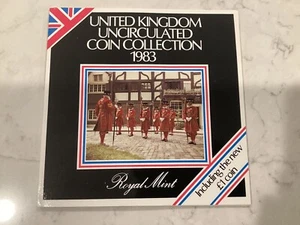 UNITED KINGDOM
UNCIRCULATED
COIN COLLECTION
1983
Royal Mint
Including the new
£1 coin